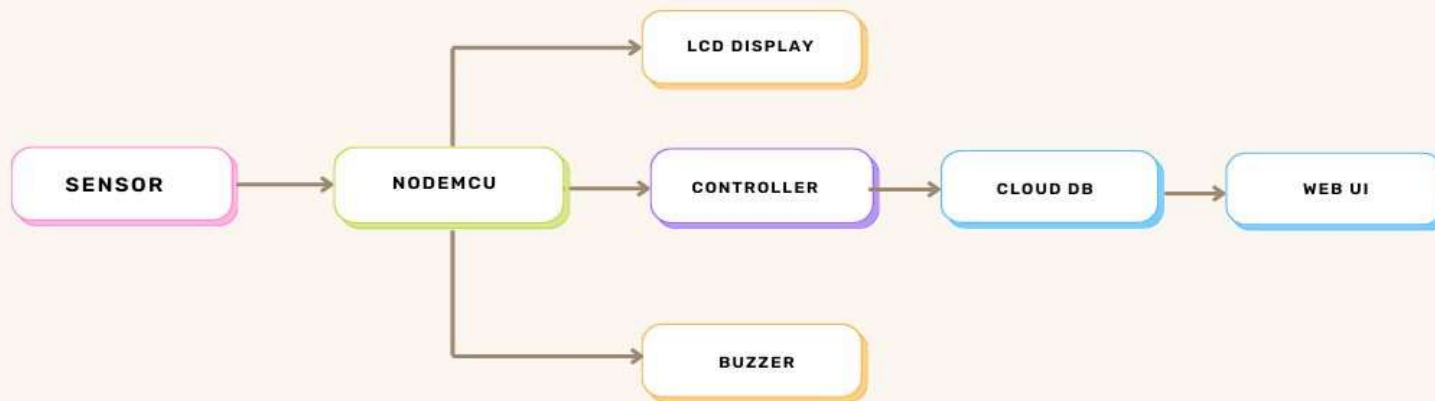 LCD DISPLAY
SENSOR
NODEMCU
CONTROLLER
CLOUD DB
WEB UI
BUZZER